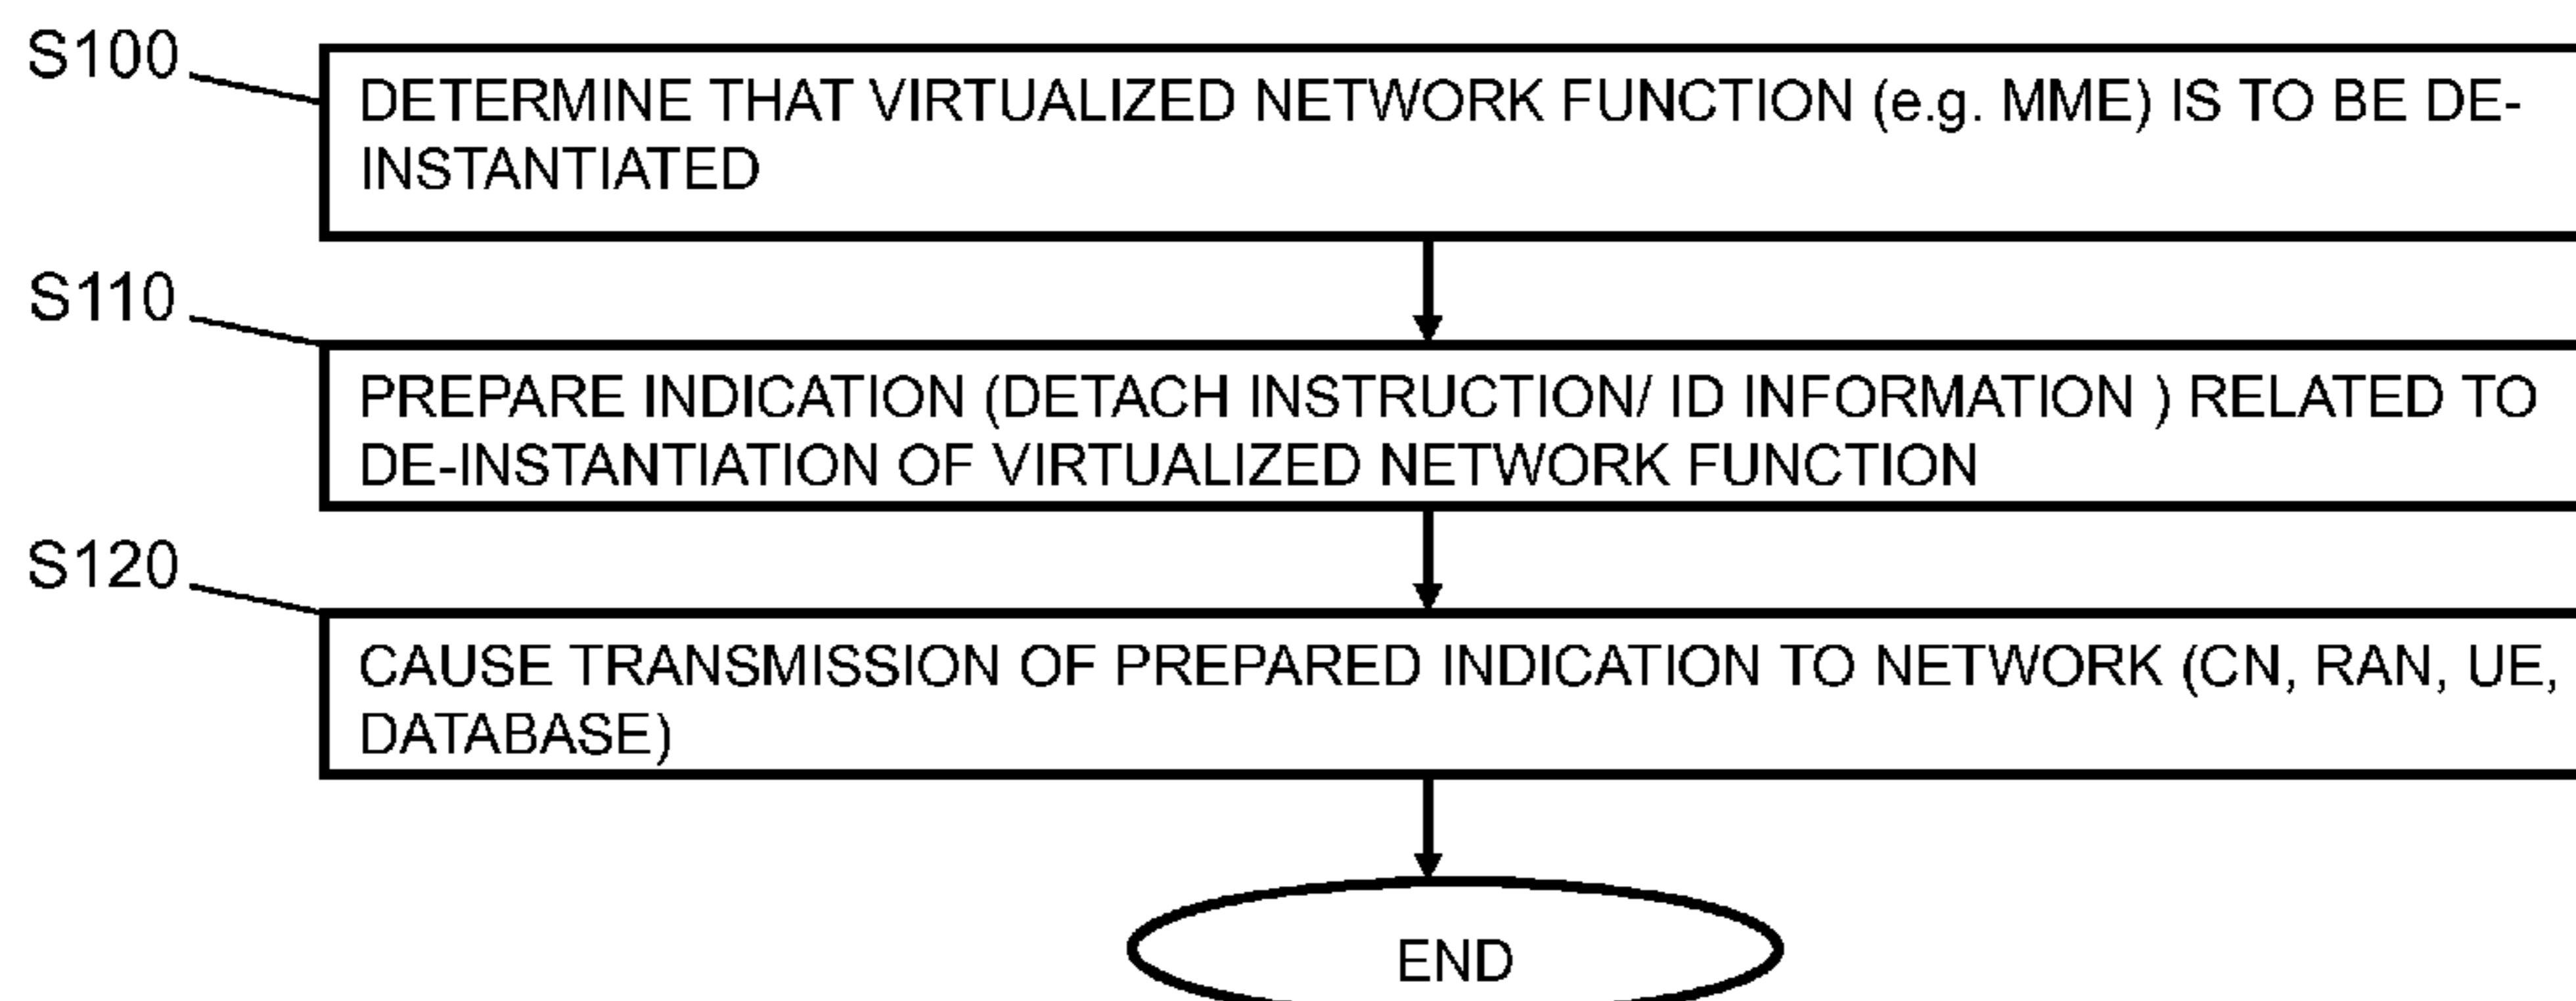 S100
DETERMINE THAT VIRTUALIZED NETWORK FUNCTION (e.g. MME) IS TO BE DE-
INSTANTIATED
S110
PREPARE INDICATION (DETACH INSTRUCTION/ ID INFORMATION ) RELATED TO
DE-INSTANTIATION OF VIRTUALIZED NETWORK FUNCTION
S120
CAUSE TRANSMISSION OF PREPARED INDICATION TO NETWORK (CN, RAN, UE,
DATABASE)
END